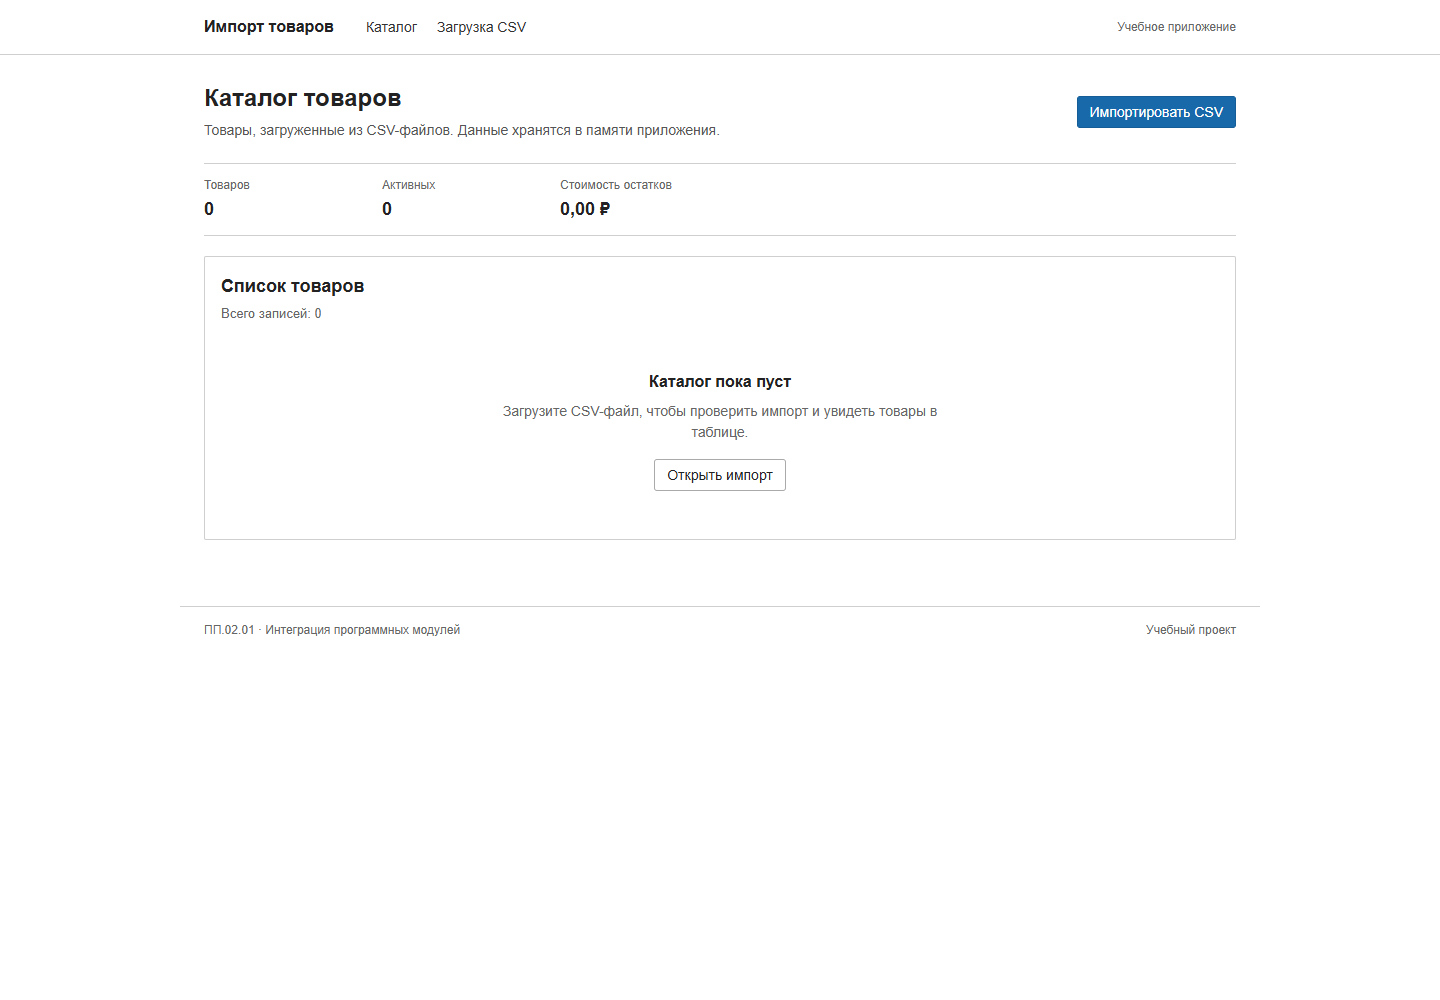 Импорт товаров Каталог Загрузка CSV Учебное приложение
Каталог товаров
Импортировать CSV
Товары, загруженные из CSV-файлов. Данные хранятся в памяти приложения.
Товаров Активных Стоимость остатков
0 0 0,00 ₽
Список товаров
Всего записей: 0
Каталог пока пуст
Загрузите CSV-файл, чтобы проверить импорт и увидеть товары в
таблице.
Открыть импорт
ПП.02.01 · Интеграция программных модулей Учебный проект